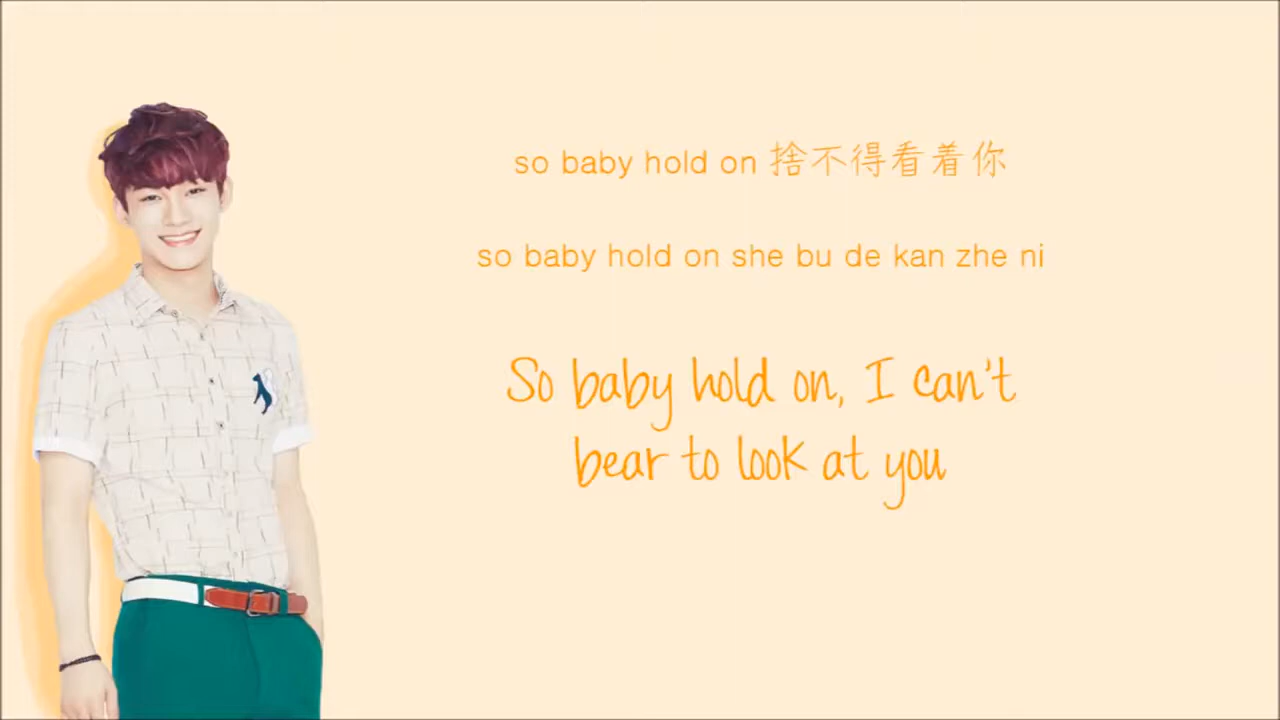 so baby hold on 捨不得看着你
so baby hold on she bu de kan zhe ni
So baby hold on, I can't
bear to look at you